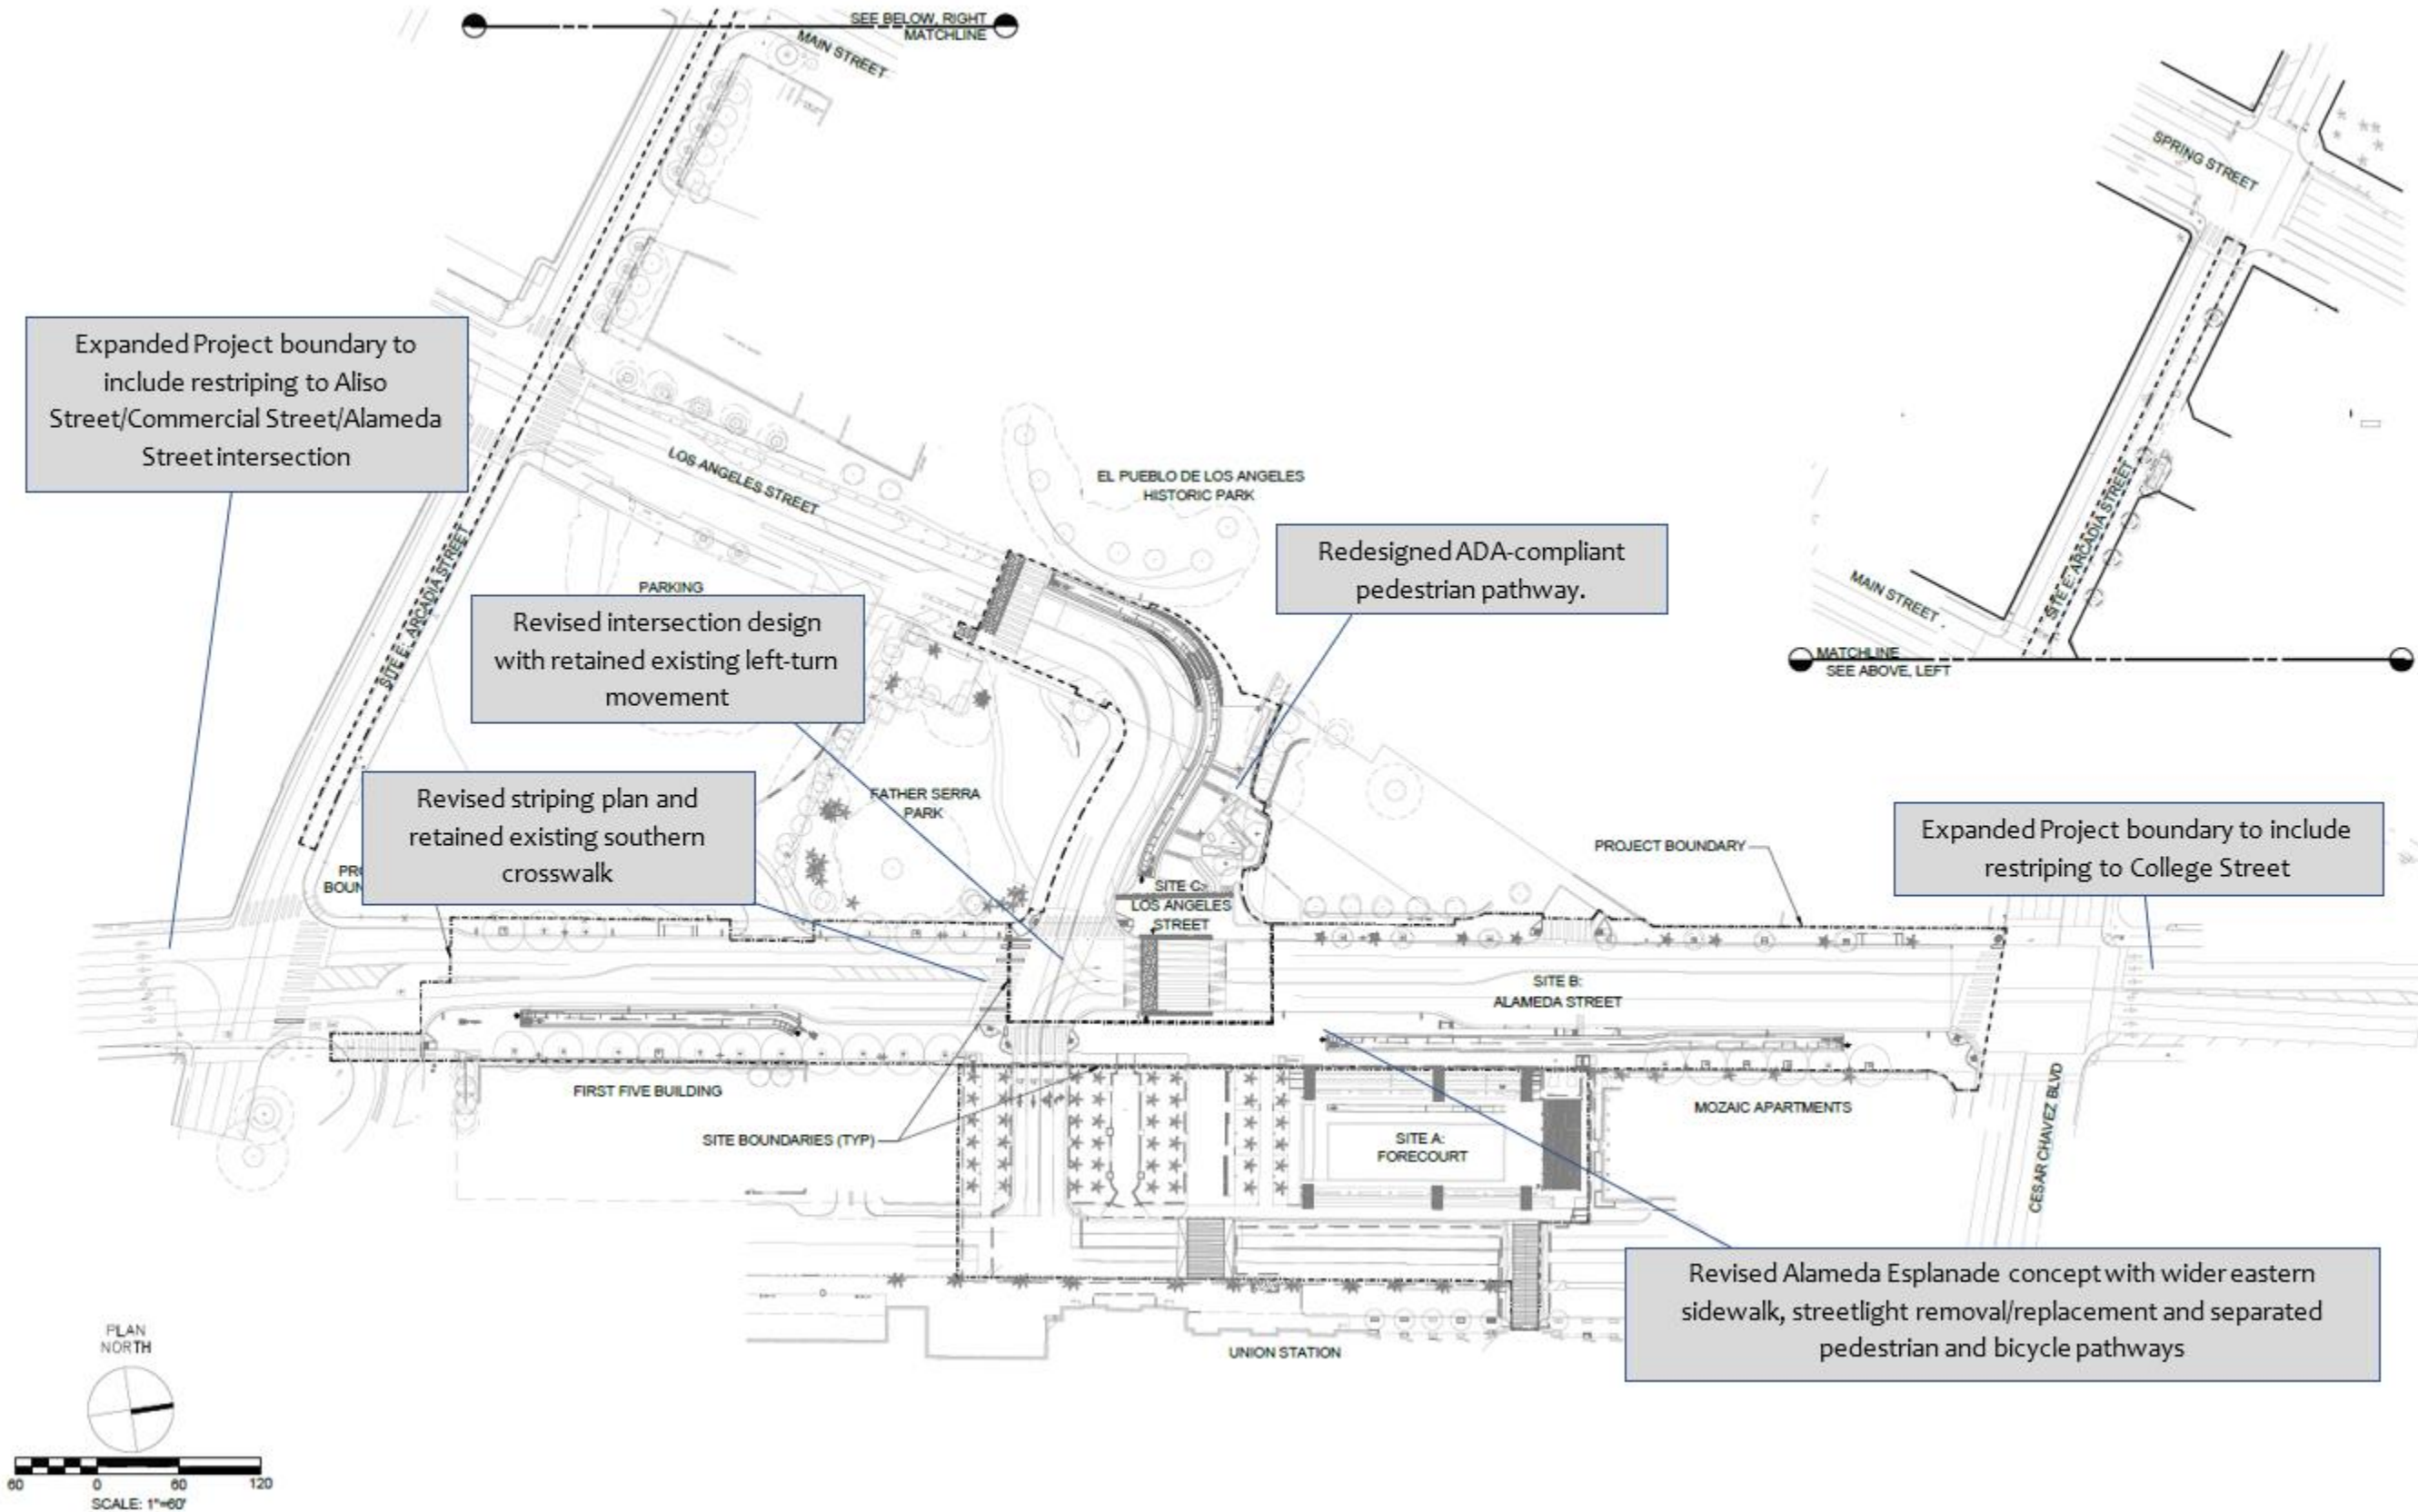 SEE BELOW, RIGHT
MATCHLINE
MAIN STREET
SPRING STREET
Expanded Project boundary to
include restriping to Aliso
Street/Commercial Street/Alameda
Street intersection
LOS ANGELES STREET
EL PUEBLO DE LOS ANGELES
HISTORIC PARK
SITE E: ARCADIA STREET
SITE E: ARCADIA STREET
MAIN STREET
MATCHLINE
SEE ABOVE, LEFT
Redesigned ADA-compliant
pedestrian pathway.
PARKING
Revised intersection design
with retained existing left-turn
movement
Revised striping plan and
retained existing southern
crosswalk
FATHER SERRA
PARK
PROJECT BOUNDARY
Expanded Project boundary to include
restriping to College Street
PR
BOUN
SITE C:
LOS ANGELES
STREET
SITE B:
ALAMEDA STREET
FIRST FIVE BUILDING
SITE BOUNDARIES (TYP)
SITE A:
FORECOURT
MOZAIC APARTMENTS
CESAR CHAVEZ BLVD
Revised Alameda Esplanade concept with wider eastern
sidewalk, streetlight removal/replacement and separated
pedestrian and bicycle pathways
UNION STATION
PLAN
NORTH
60 0 60 120
SCALE: 1"=60'